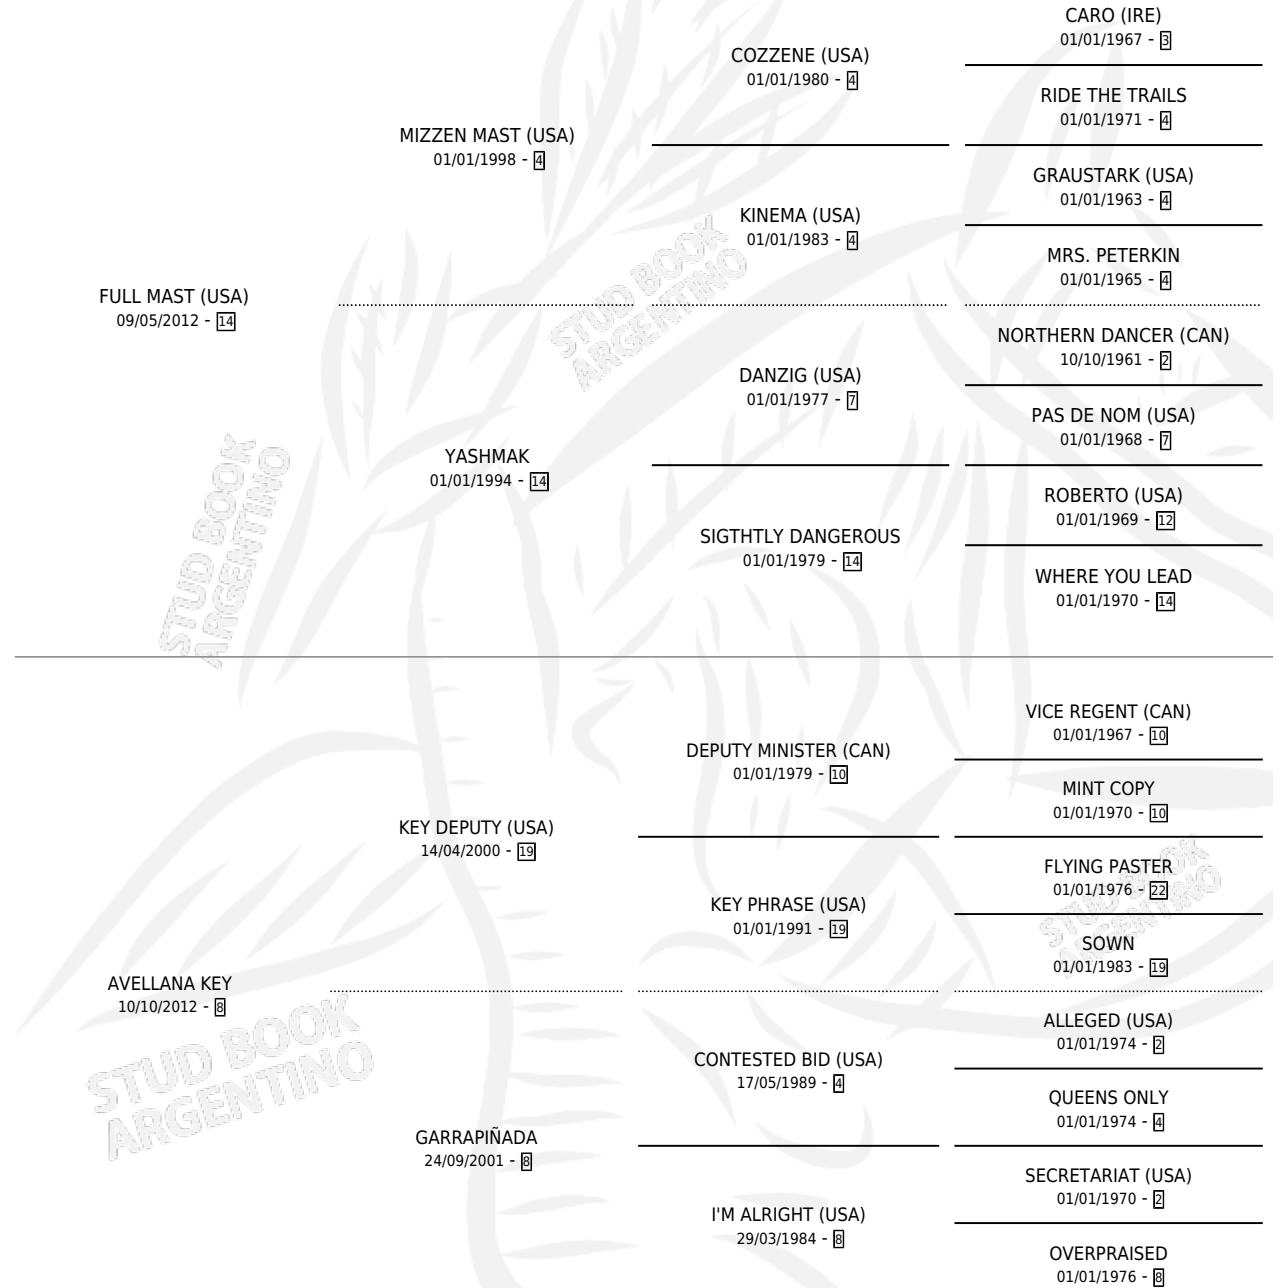 CARO (IRE)
01/01/1967 - 3
COZZENE (USA)
01/01/1980 - 4
RIDE THE TRAILS
01/01/1971 - 4
MIZZEN MAST (USA)
01/01/1998 - 4
GRAUSTARK (USA)
01/01/1963 - 4
KINEMA (USA)
01/01/1983 - 4
MRS. PETERKIN
01/01/1965 - 4
FULL MAST (USA)
09/05/2012 - 14
NORTHERN DANCER (CAN)
10/10/1961 - 2
DANZIG (USA)
01/01/1977 - 7
PAS DE NOM (USA)
01/01/1968 - 7
YASHMAK
01/01/1994 - 14
ROBERTO (USA)
01/01/1969 - 12
SIGTHTLY DANGEROUS
01/01/1979 - 14
WHERE YOU LEAD
01/01/1970 - 14
STUD BOOK
ARGENTINO
STUD BOOK
ARGENTINO
VICE REGENT (CAN)
01/01/1967 - 10
DEPUTY MINISTER (CAN)
01/01/1979 - 10
MINT COPY
01/01/1970 - 10
KEY DEPUTY (USA)
14/04/2000 - 19
FLYING PASTER
01/01/1976 - 22
KEY PHRASE (USA)
01/01/1991 - 19
SOWN
01/01/1983 - 19
STUD BOOK
ARGENTINO
AVELLANA KEY
10/10/2012 - 8
ALLEGED (USA)
01/01/1974 - 2
CONTESTED BID (USA)
17/05/1989 - 4
QUEENS ONLY
01/01/1974 - 4
GARRAPIÑADA
24/09/2001 - 8
SECRETARIAT (USA)
01/01/1970 - 2
I'M ALRIGHT (USA)
29/03/1984 - 8
OVERPRAISED
01/01/1976 - 8
STUD BOOK
ARGENTINO